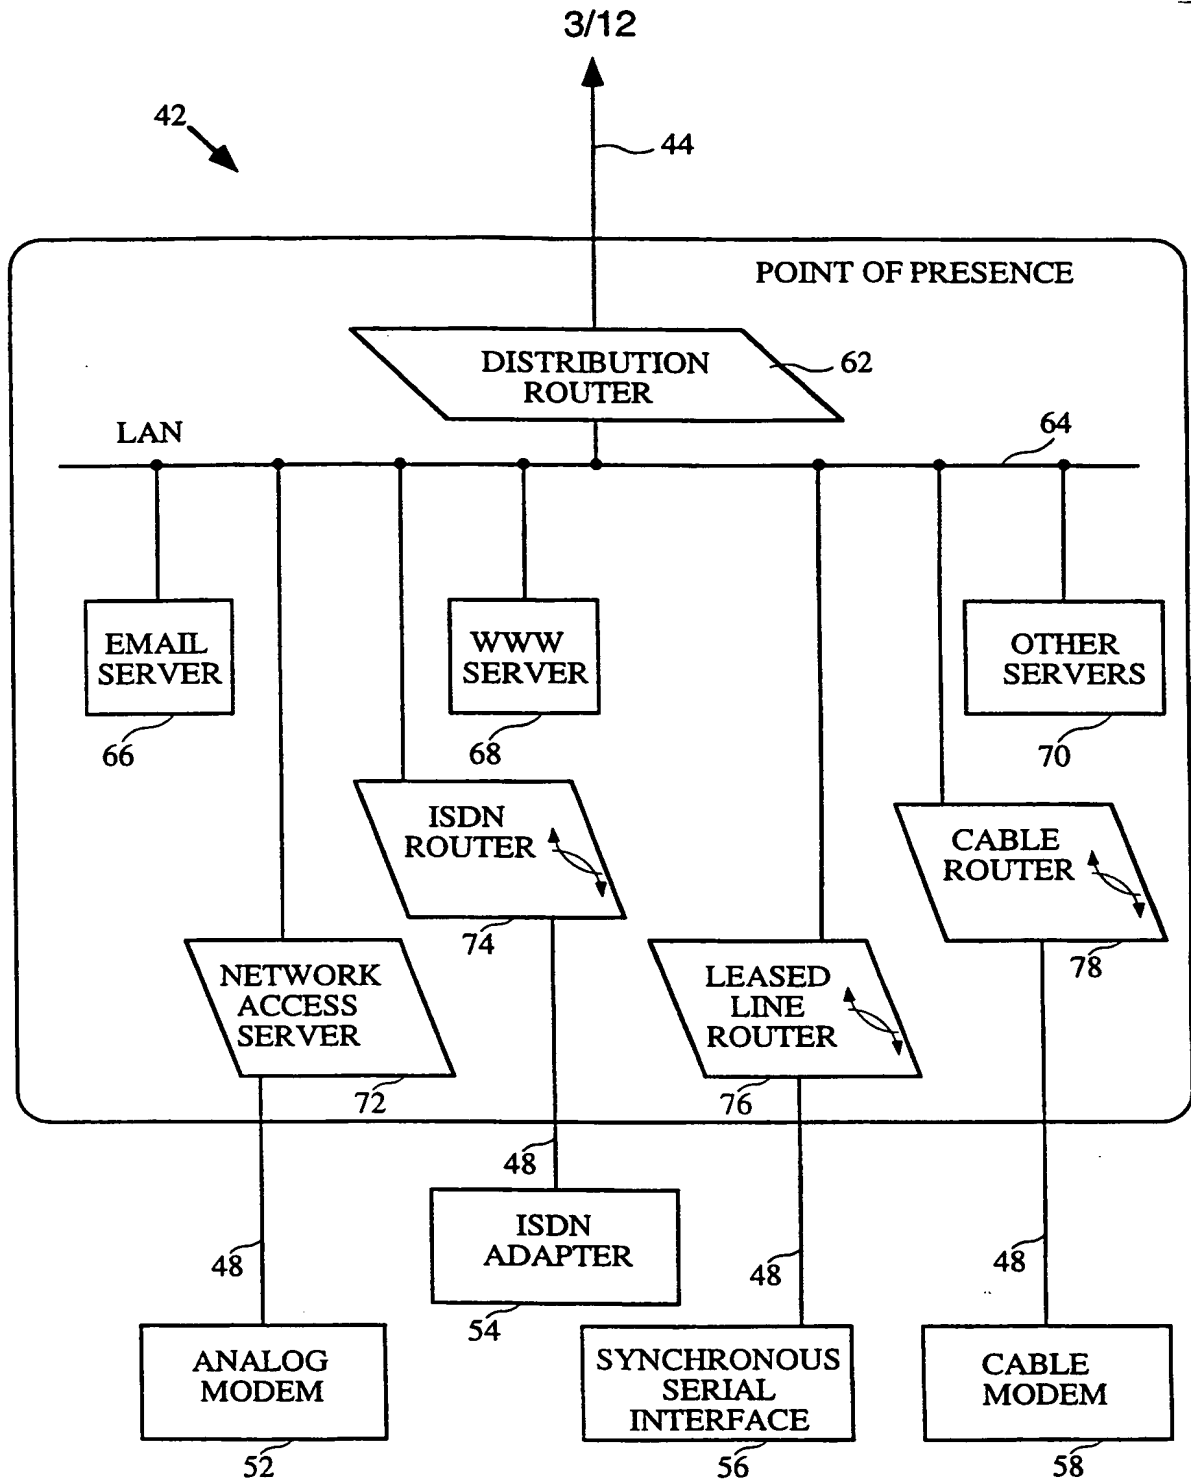 3/12
42
44
POINT OF PRESENCE
DISTRIBUTION
ROUTER
62
LAN
64
EMAIL
SERVER
66
WWW
SERVER
68
OTHER
SERVERS
70
ISDN
ROUTER
74
CABLE
ROUTER
78
NETWORK
ACCESS
SERVER
72
LEASED
LINE
ROUTER
76
48
ISDN
ADAPTER
54
48
48
48
ANALOG
MODEM
52
SYNCHRONOUS
SERIAL
INTERFACE
56
CABLE
MODEM
58